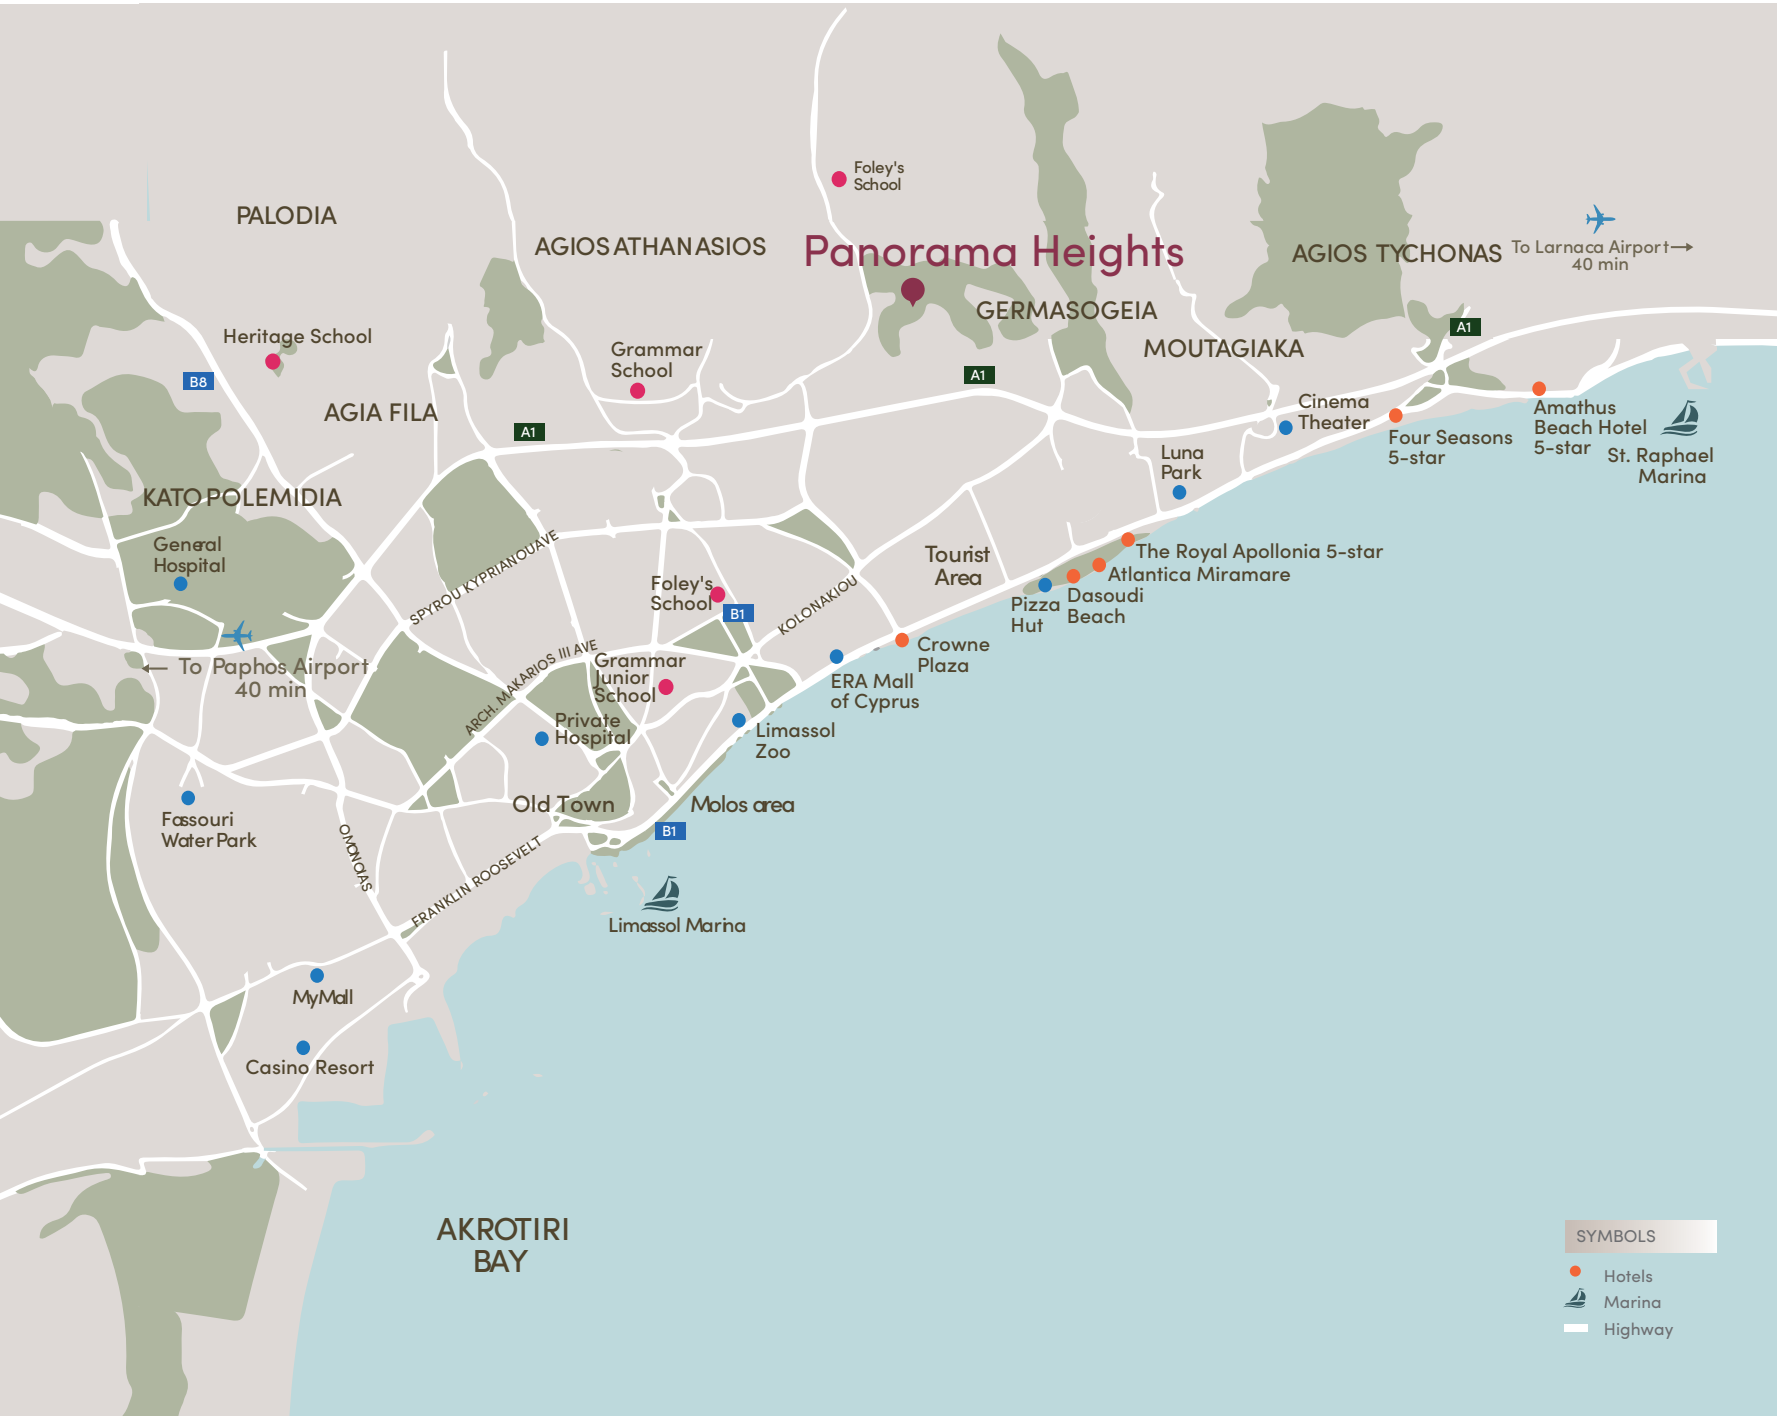 Foley's
School
PALODIA
AGIOS ATHANASIOS
Panorama Heights
AGIOS TYCHONAS
To Larnaca Airport
40 min
GERMASOGEIA
A1
Heritage School
MOUTAGIAKA
Grammar
School
B8
A1
AGIA FILA
A1
Cinema
Theater
Amathus
Beach Hotel
5-star
Four Seasons
5-star
St. Raphael
Marina
Luna
Park
KATO POLEMIDIA
General
Hospital
SPYROU KYPRIANOU AVE
Tourist
Area
The Royal Apollonia 5-star
Atlantica Miramare
Dasoudi
Beach
Pizza
Hut
Foley's
School
B1
KOLONAKIOU
To Paphos Airport
40 min
ARCH. MAKARIOS III AVE
Grammar
Junior
School
Crowne
Plaza
ERA Mall
of Cyprus
Private
Hospital
Limassol
Zoo
Old Town
Molos area
B1
Fassouri
Water Park
OMONOIAS
FRANKLIN ROOSEVELT
Limassol Marina
MyMall
Casino Resort
AKROTIRI
BAY
SYMBOLS
Hotels
Marina
Highway